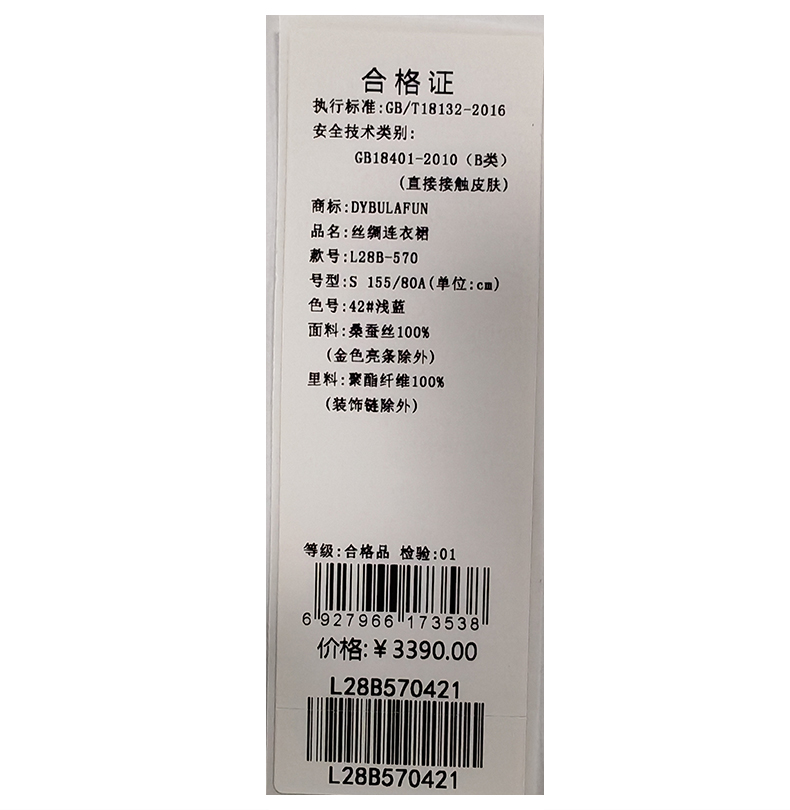 合格证
执行标准:GB/T18132-2016
安全技术类别:
GB18401-2010(B类)
(直接接触皮肤)
商标:DYBULAFUN
品名:丝绸连衣裙
款号:L28B-570
号型:S 155/80A(单位:cm)
色号:42#浅蓝
面料:桑蚕丝100%
(金色亮条除外)
里料:聚酯纤维100%
(装饰链除外)
等级:合格品 检验:01
6 927966 173538
价格:¥3390.00
L28B570421
L28B570421